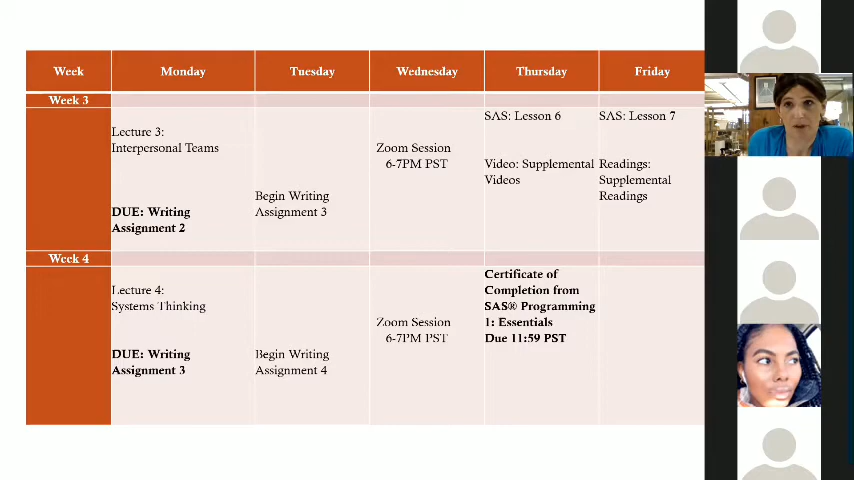 Week Monday Tuesday Wednesday Thursday Friday
Week 3
Lecture 3:
Interpersonal Teams
DUE: Writing
Assignment 2
Begin Writing
Assignment 3
Zoom Session
6-7PM PST
SAS: Lesson 6
Video: Supplemental
Videos
SAS: Lesson 7
Readings:
Supplemental
Readings
Week 4
Lecture 4:
Systems Thinking
DUE: Writing
Assignment 3
Begin Writing
Assignment 4
Zoom Session
6-7PM PST
Certificate of
Completion from
SAS® Programming
1: Essentials
Due 11:59 PST